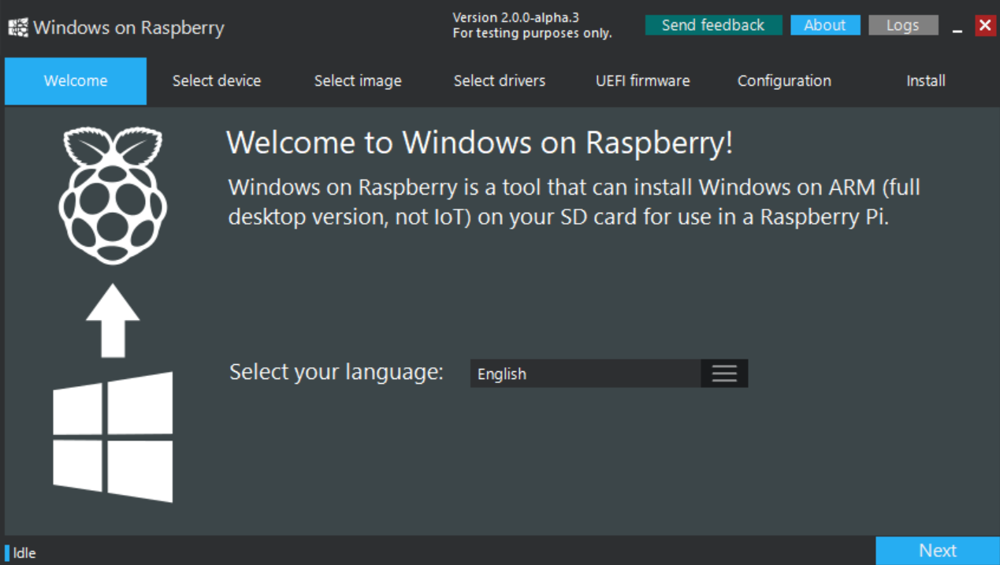 Windows on Raspberry
Version 2.0.0-alpha.3
For testing purposes only.
Send feedback
About
Logs
Welcome
Select device
Select image
Select drivers
UEFI firmware
Configuration
Install
Welcome to Windows on Raspberry!
Windows on Raspberry is a tool that can install Windows on ARM (full
desktop version, not IoT) on your SD card for use in a Raspberry Pi.
Select your language:
English
Idle
Next